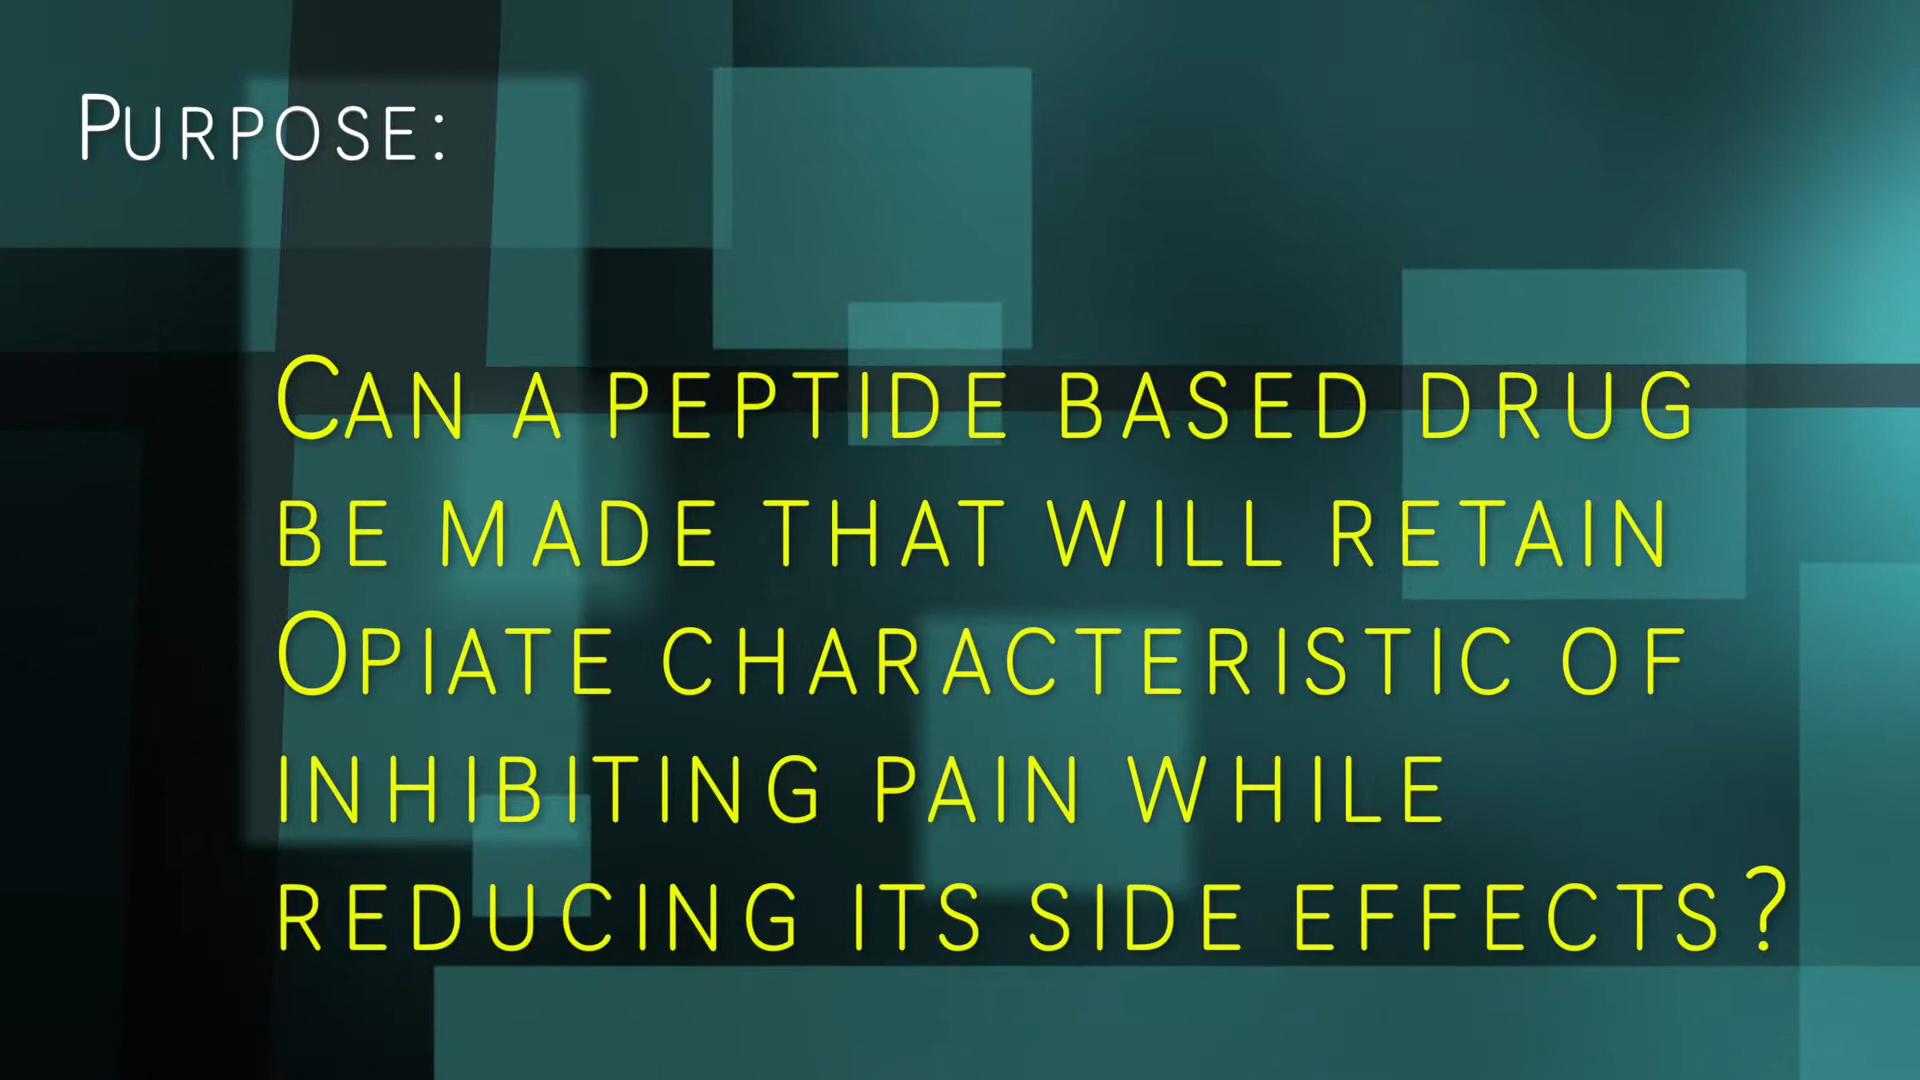 Purpose:
Can a peptide based drug
be made that will retain
Opiate characteristic of
inhibiting pain while
reducing its side effects?